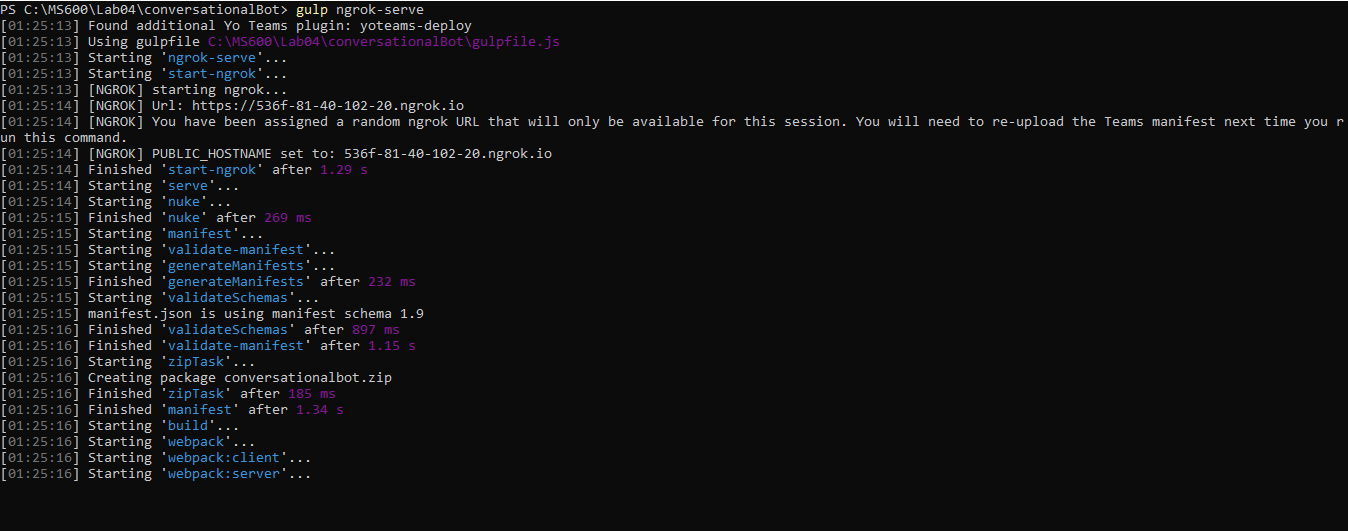 PS C:\MS600\Lab04\conversationalBot> gulp ngrok-serve
[01:25:13] Found additional Yo Teams plugin: yoteams-deploy
[01:25:13] Using gulpfile C:\MS600\Lab04\conversationalBot\gulpfile.js
[01:25:13] Starting 'ngrok-serve'...
[01:25:13] Starting 'start-ngrok'...
[01:25:13] [NGROK] starting ngrok...
[01:25:14] [NGROK] Url: https://536f-81-40-102-20.ngrok.io
[01:25:14] [NGROK] You have been assigned a random ngrok URL that will only be available for this session. You will need to re-upload the Teams manifest next time you r
un this command.
[01:25:14] [NGROK] PUBLIC_HOSTNAME set to: 536f-81-40-102-20.ngrok.io
[01:25:14] Finished 'start-ngrok' after 1.29 s
[01:25:14] Starting 'serve'...
[01:25:14] Starting 'nuke'...
[01:25:15] Finished 'nuke' after 269 ms
[01:25:15] Starting 'manifest'...
[01:25:15] Starting 'validate-manifest'...
[01:25:15] Starting 'generateManifests'...
[01:25:15] Finished 'generateManifests' after 232 ms
[01:25:15] Starting 'validateSchemas'...
[01:25:15] manifest.json is using manifest schema 1.9
[01:25:16] Finished 'validateSchemas' after 897 ms
[01:25:16] Finished 'validate-manifest' after 1.15 s
[01:25:16] Starting 'zipTask'...
[01:25:16] Creating package conversationalbot.zip
[01:25:16] Finished 'zipTask' after 185 ms
[01:25:16] Finished 'manifest' after 1.34 s
[01:25:16] Starting 'build'...
[01:25:16] Starting 'webpack'...
[01:25:16] Starting 'webpack:client'...
[01:25:16] Starting 'webpack:server'...